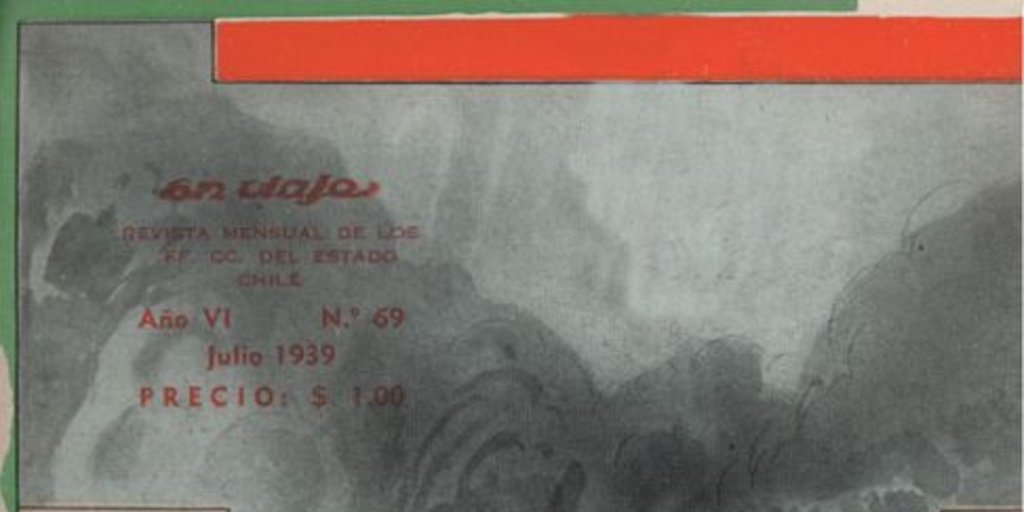 en viaje
REVISTA MENSUAL DE LOS
FF. CC. DEL ESTADO
CHILE
Año VI N.º 69
Julio 1939
PRECIO: $ 1.00